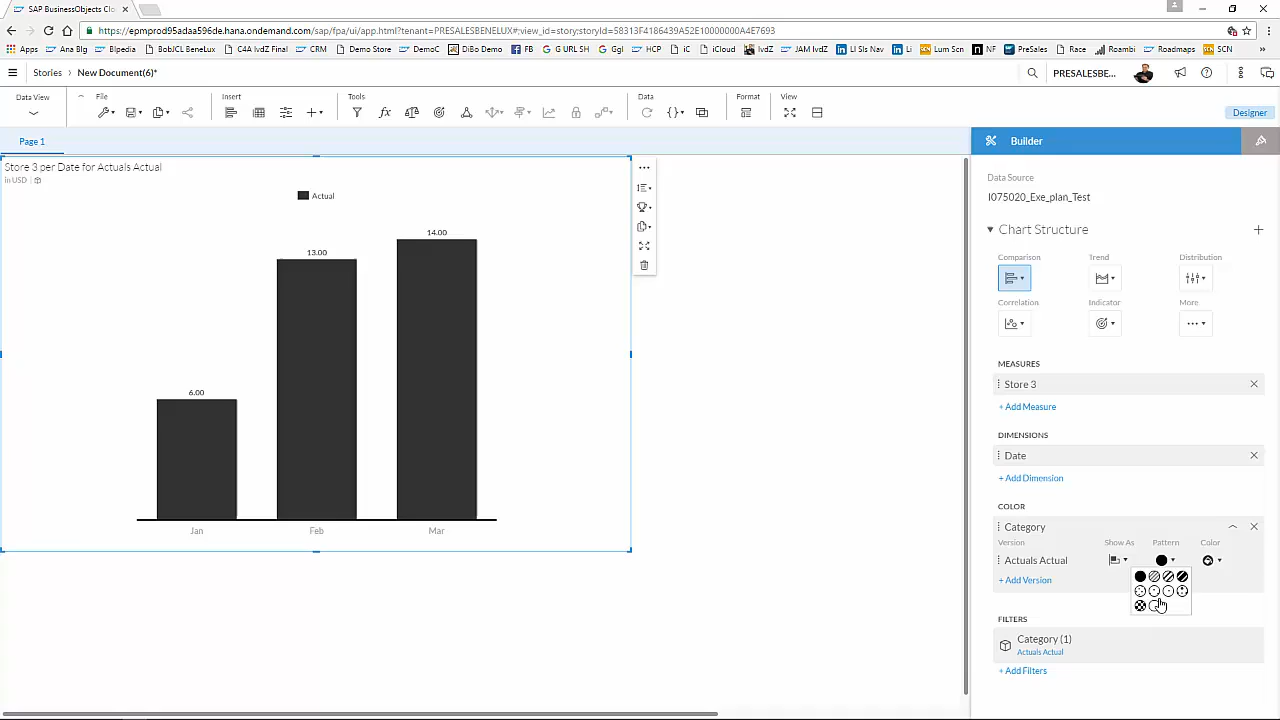 SAP BusinessObjects Clo
https://epmprod95adaa596de.hana.ondemand.com/sap/fpa/ui/app.html?tenant=PRESALESBENELUX#;view_id=story;storyId=58313F4186439A52E10000000A4E7693
Apps Ana BIg BIpedia BobJCL BeneLux C4A IvdZ Final CRM Demo Store DemoC DiBo Demo FB G URL SH Ggl HCP iC iCloud IvdZ JAM IvdZ LI Sls Nav Li Lum Scn NF PreSales Race Roambi Roadmaps SCN
Stories > New Document(6)* PRESALESBE...
Data View File Insert Tools Data Format View
Designer
Page 1
Builder
Store 3 per Date for Actuals Actual
in USD
Actual
14.00
13.00
6.00
Jan Feb Mar
Data Source
I075020_Exe_plan_Test
Chart Structure
Comparison Trend Distribution
Correlation Indicator More
MEASURES
Store 3
+ Add Measure
DIMENSIONS
Date
+ Add Dimension
COLOR
Category
Version Show As Pattern Color
Actuals Actual
+ Add Version
FILTERS
Category (1)
Actuals Actual
+ Add Filters